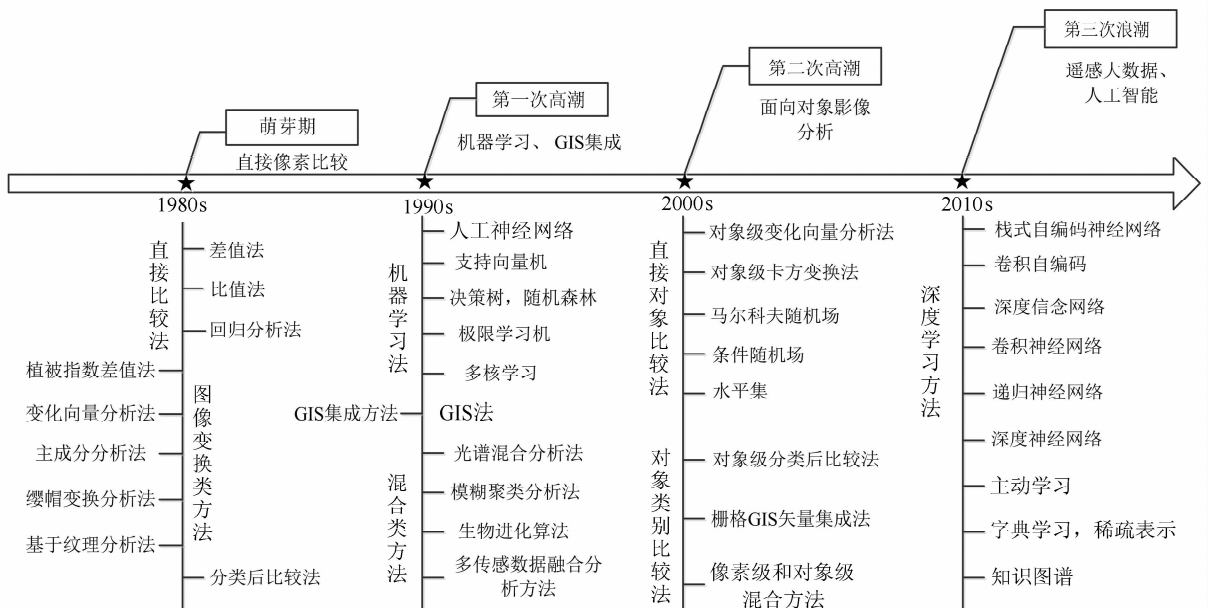 第三次浪潮
遥感人数据、
人工智能
第二次高潮
面向对象影像
分析
第一次高潮
机器学习、GIS集成
萌芽期
直接像素比较
1980s
1990s
2000s
2010s
直接比较法
差值法
比值法
回归分析法
植被指数差值法
变化向量分析法
主成分分析法
缨帽变换分析法
基于纹理分析法
图像变换类方法
分类后比较法
机器学习法
人工神经网络
支持向量机
决策树，随机森林
极限学习机
多核学习
GIS集成方法
GIS法
混合类方法
光谱混合分析法
模糊聚类分析法
生物进化算法
多传感数据融合分
析方法
直接对象比较法
对象级变化向量分析法
对象级卡方变换法
马尔科夫随机场
条件随机场
水平集
对象类别比较法
对象级分类后比较法
栅格GIS矢量集成法
像素级和对象级
混合方法
深度学习方法
栈式自编码神经网络
卷积自编码
深度信念网络
卷积神经网络
递归神经网络
深度神经网络
主动学习
字典学习，稀疏表示
知识图谱